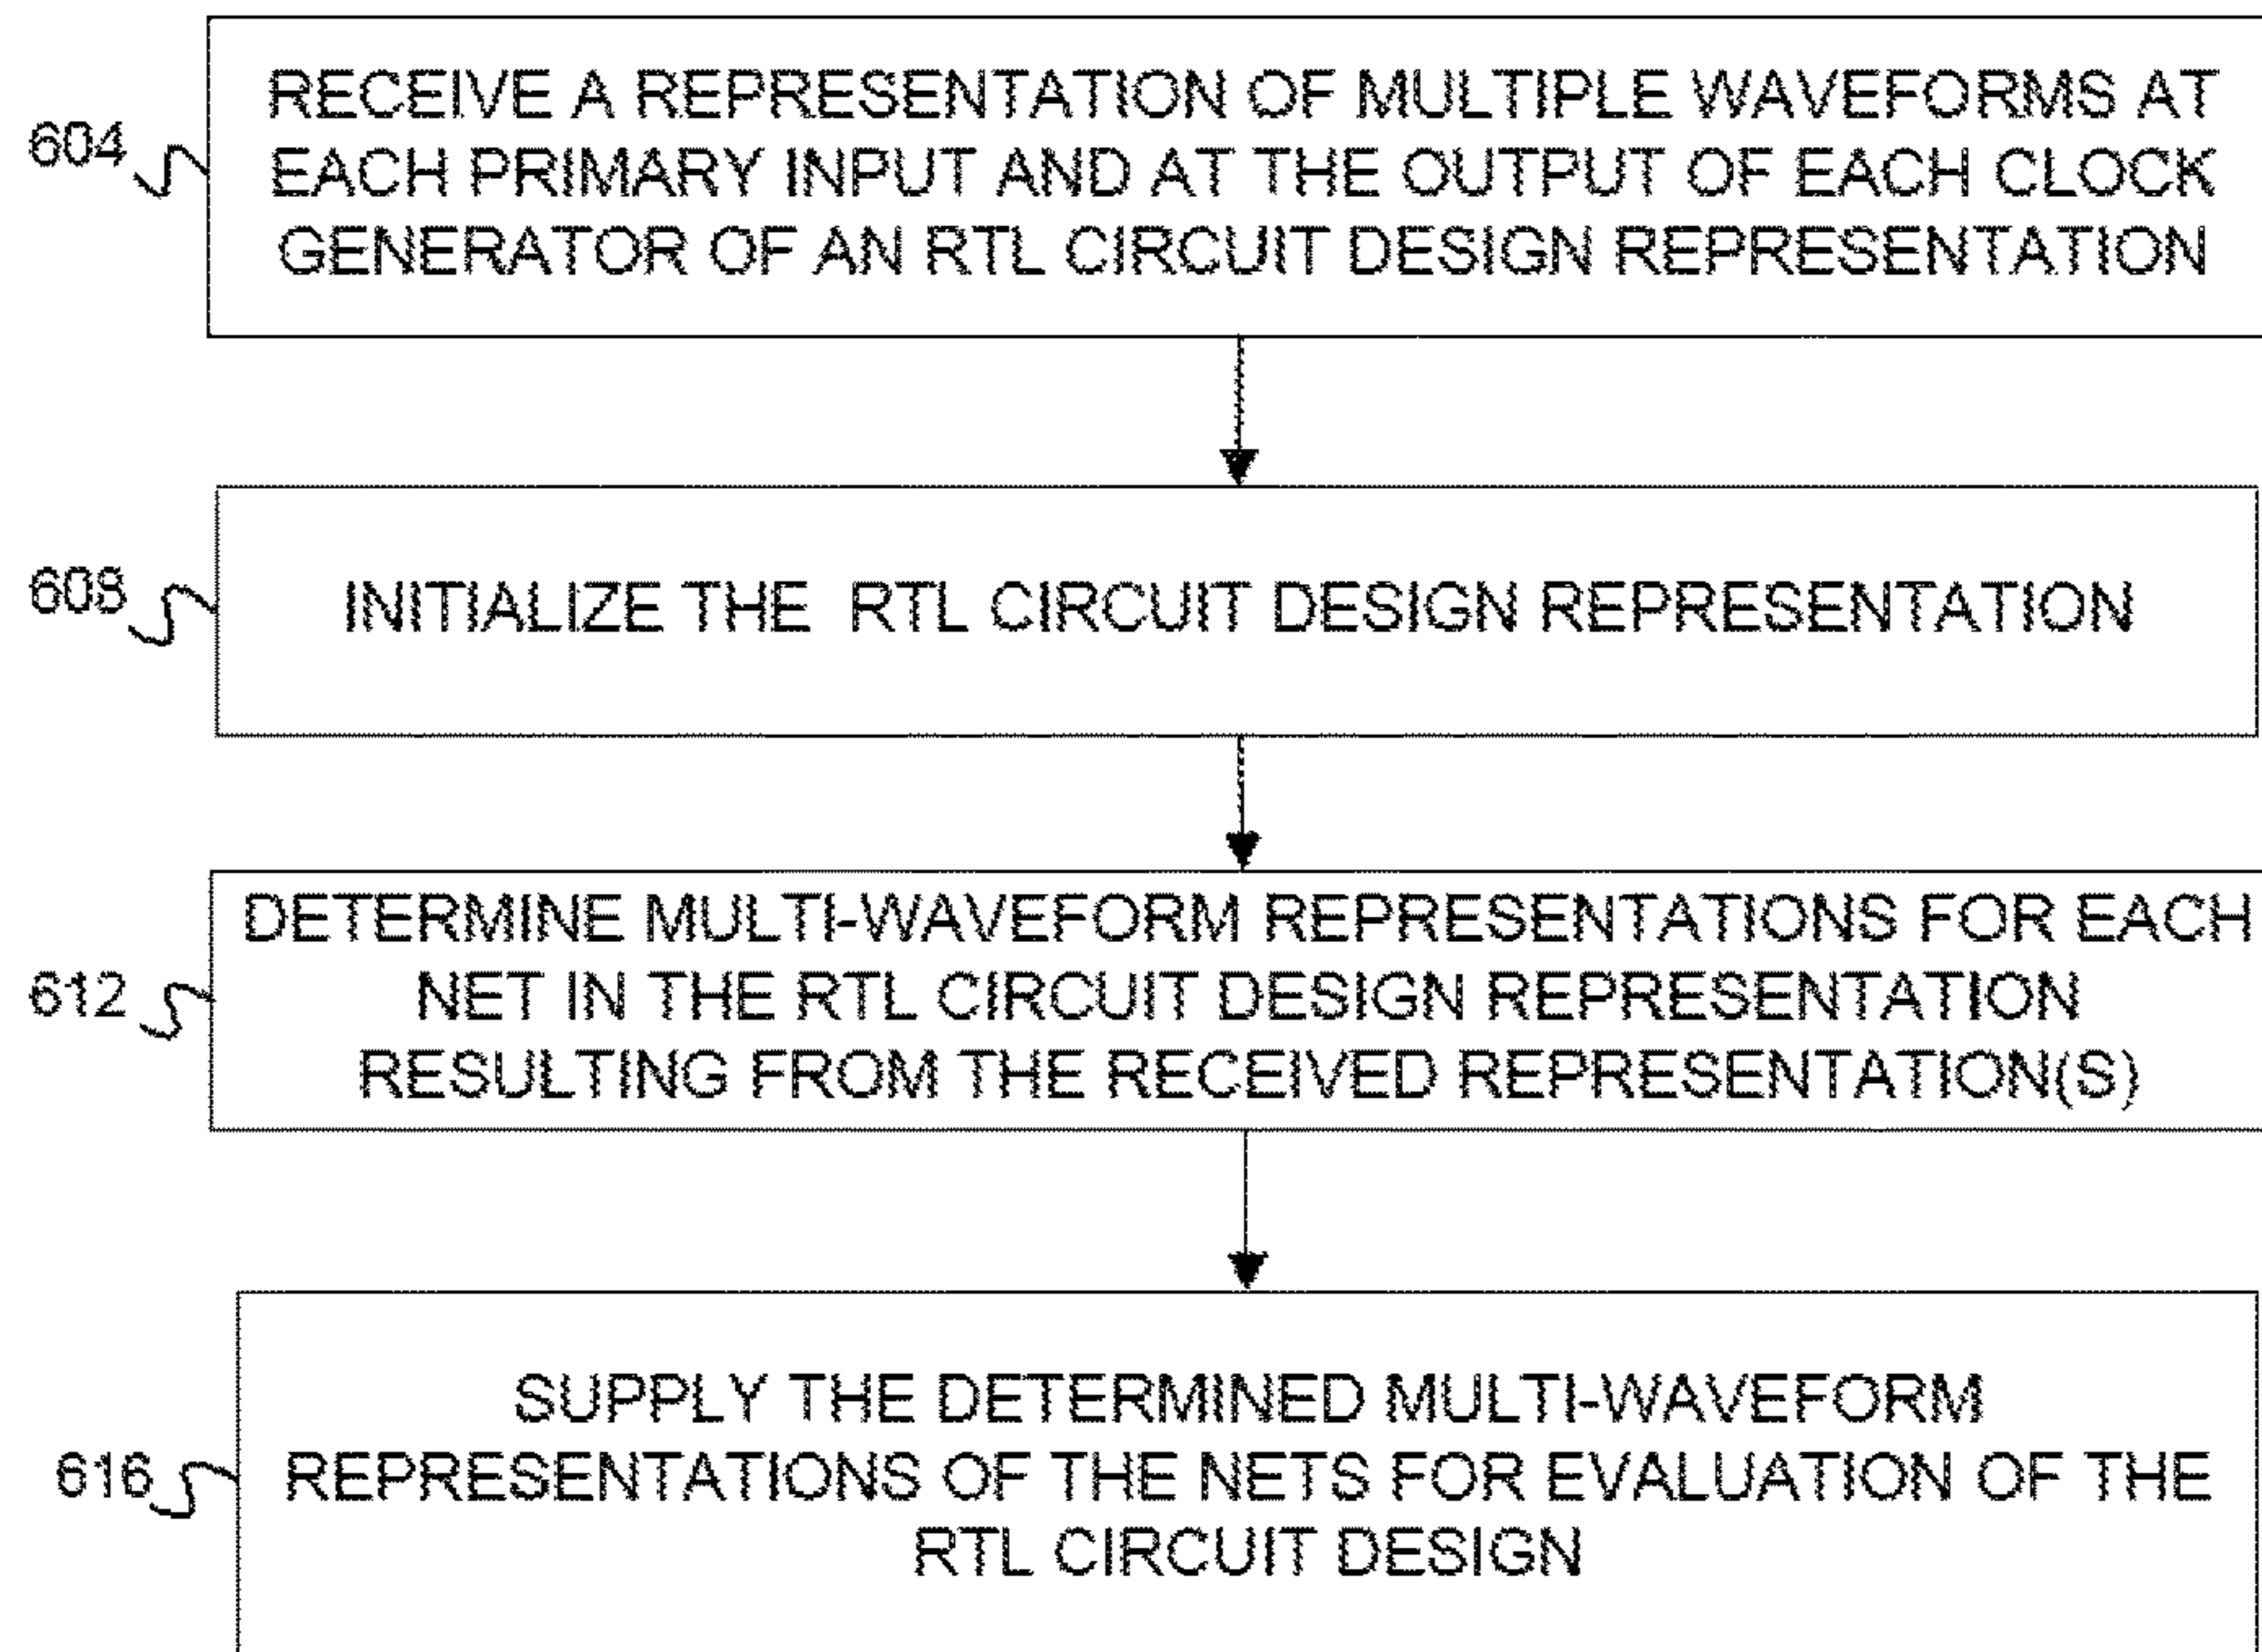 604
RECEIVE A REPRESENTATION OF MULTIPLE WAVEFORMS AT
EACH PRIMARY INPUT AND AT THE OUTPUT OF EACH CLOCK
GENERATOR OF AN RTL CIRCUIT DESIGN REPRESENTATION
608
INITIALIZE THE RTL CIRCUIT DESIGN REPRESENTATION
612
DETERMINE MULTI-WAVEFORM REPRESENTATIONS FOR EACH
NET IN THE RTL CIRCUIT DESIGN REPRESENTATION
RESULTING FROM THE RECEIVED REPRESENTATION(S)
616
SUPPLY THE DETERMINED MULTI-WAVEFORM
REPRESENTATIONS OF THE NETS FOR EVALUATION OF THE
RTL CIRCUIT DESIGN